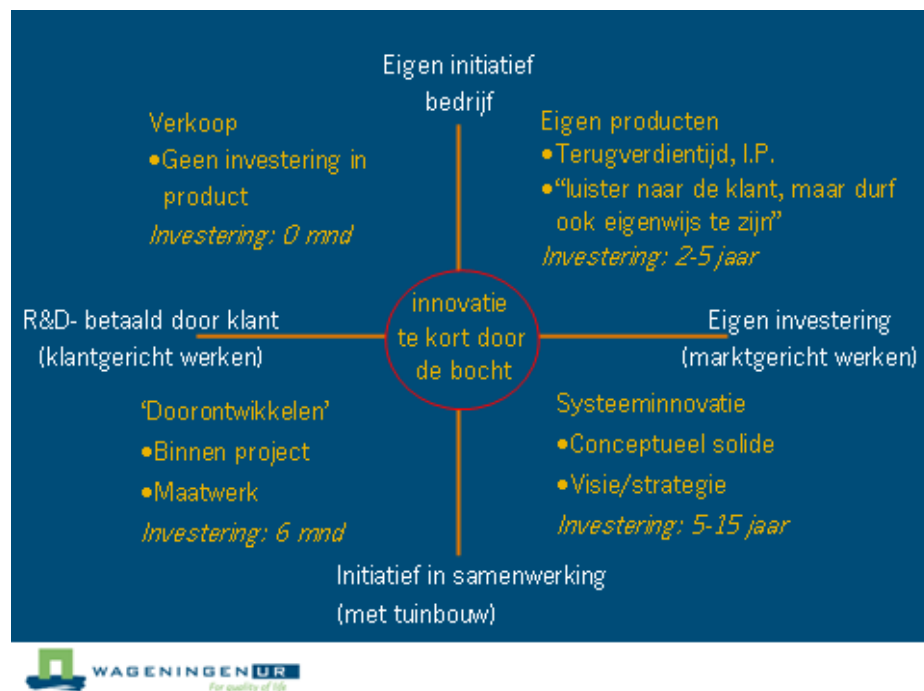 Eigen initiatief
bedrijf
Verkoop
•Geen investering in
product
Investering: 0 mnd
Eigen producten
•Terugverdientijd, I.P.
•“luister naar de klant, maar durf
ook eigenwijs te zijn”
Investering: 2-5 jaar
R&D- betaald door klant
(klantgericht werken)
innovatie
te kort door
de bocht
Eigen investering
(marktgericht werken)
‘Doorontwikkelen’
•Binnen project
•Maatwerk
Investering: 6 mnd
Systeeminnovatie
•Conceptueel solide
•Visie/strategie
Investering: 5-15 jaar
Initiatief in samenwerking
(met tuinbouw)
WAGENINGEN UR
For quality of life